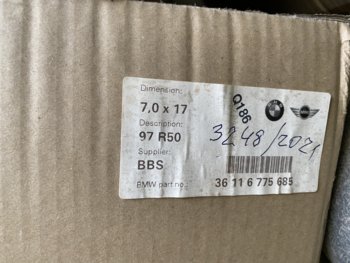 Dimension:
7,0 x 17
Description:
97 R50
Supplier:
BBS
BMW part no.:
36 11 6 775 685
Q186
3248/2021